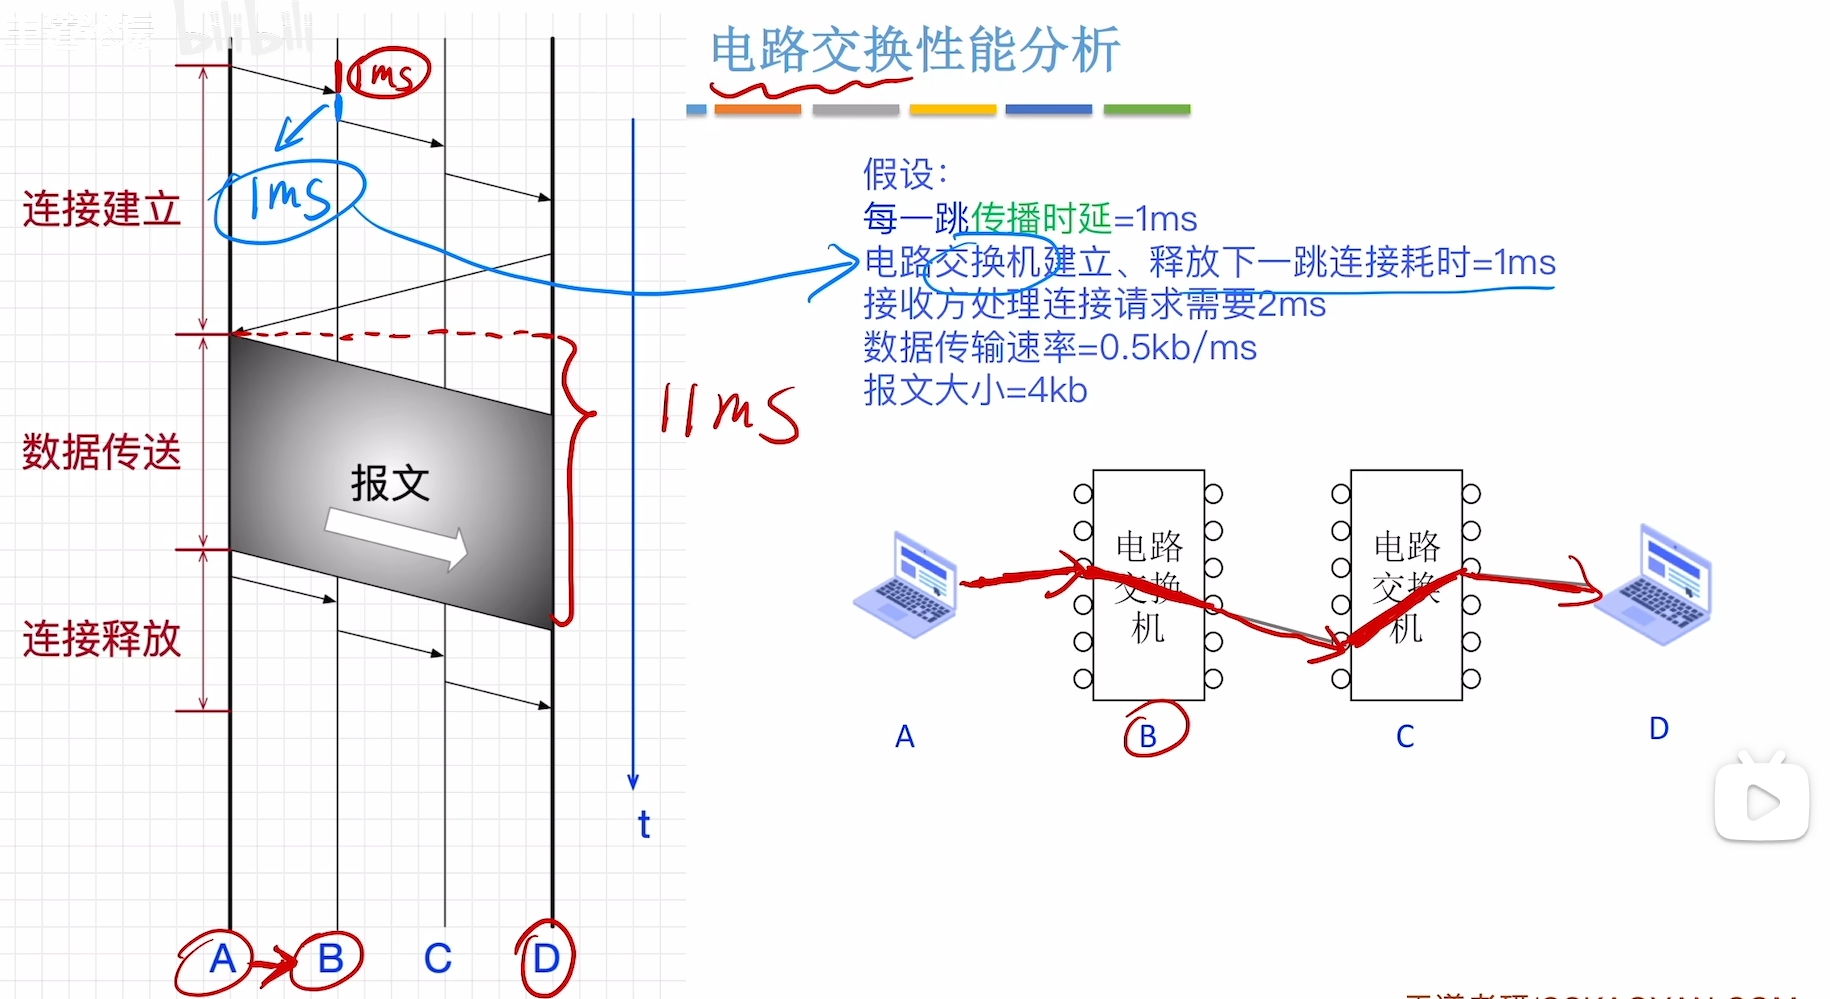 bilibili
电路交换性能分析
1ms
1ms
连接建立
数据传送
连接释放
报文
11ms
t
A
B
C
D
假设：
每一跳传播时延=1ms
电路交换机建立、释放下一跳连接耗时=1ms
接收方处理连接请求需要2ms
数据传输速率=0.5kb/ms
报文大小=4kb
电路
交换
机
电路
交换
机
A
B
C
D